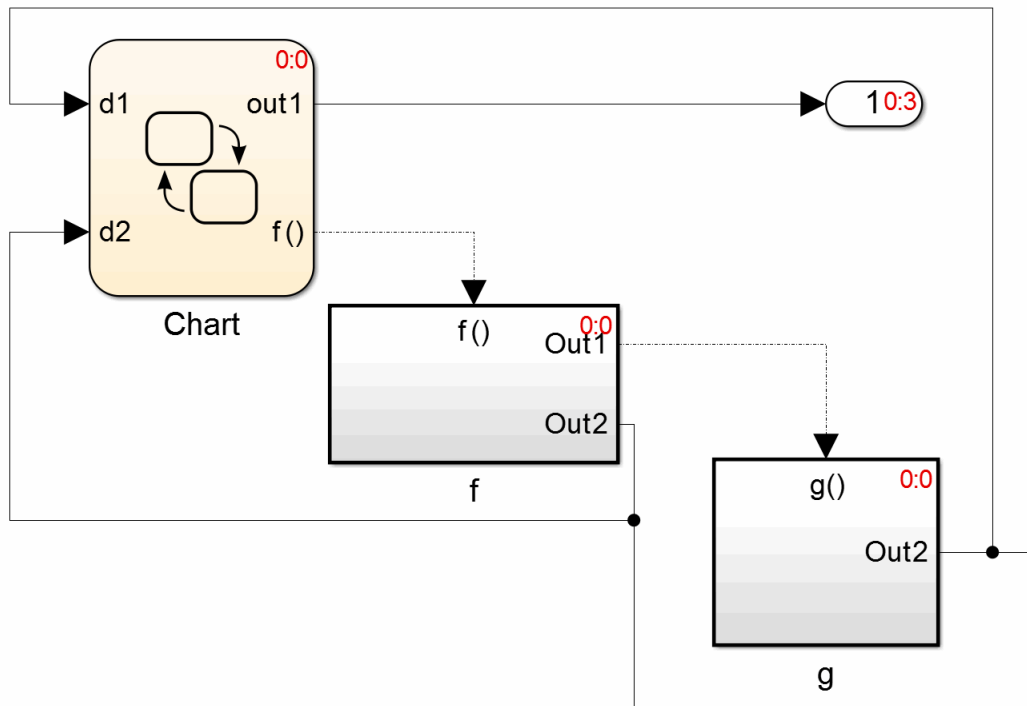 0:0
d1
out1
1
0:3
d2
f()
Chart
f()
0:0
Out1
Out2
f
g()
0:0
Out2
g